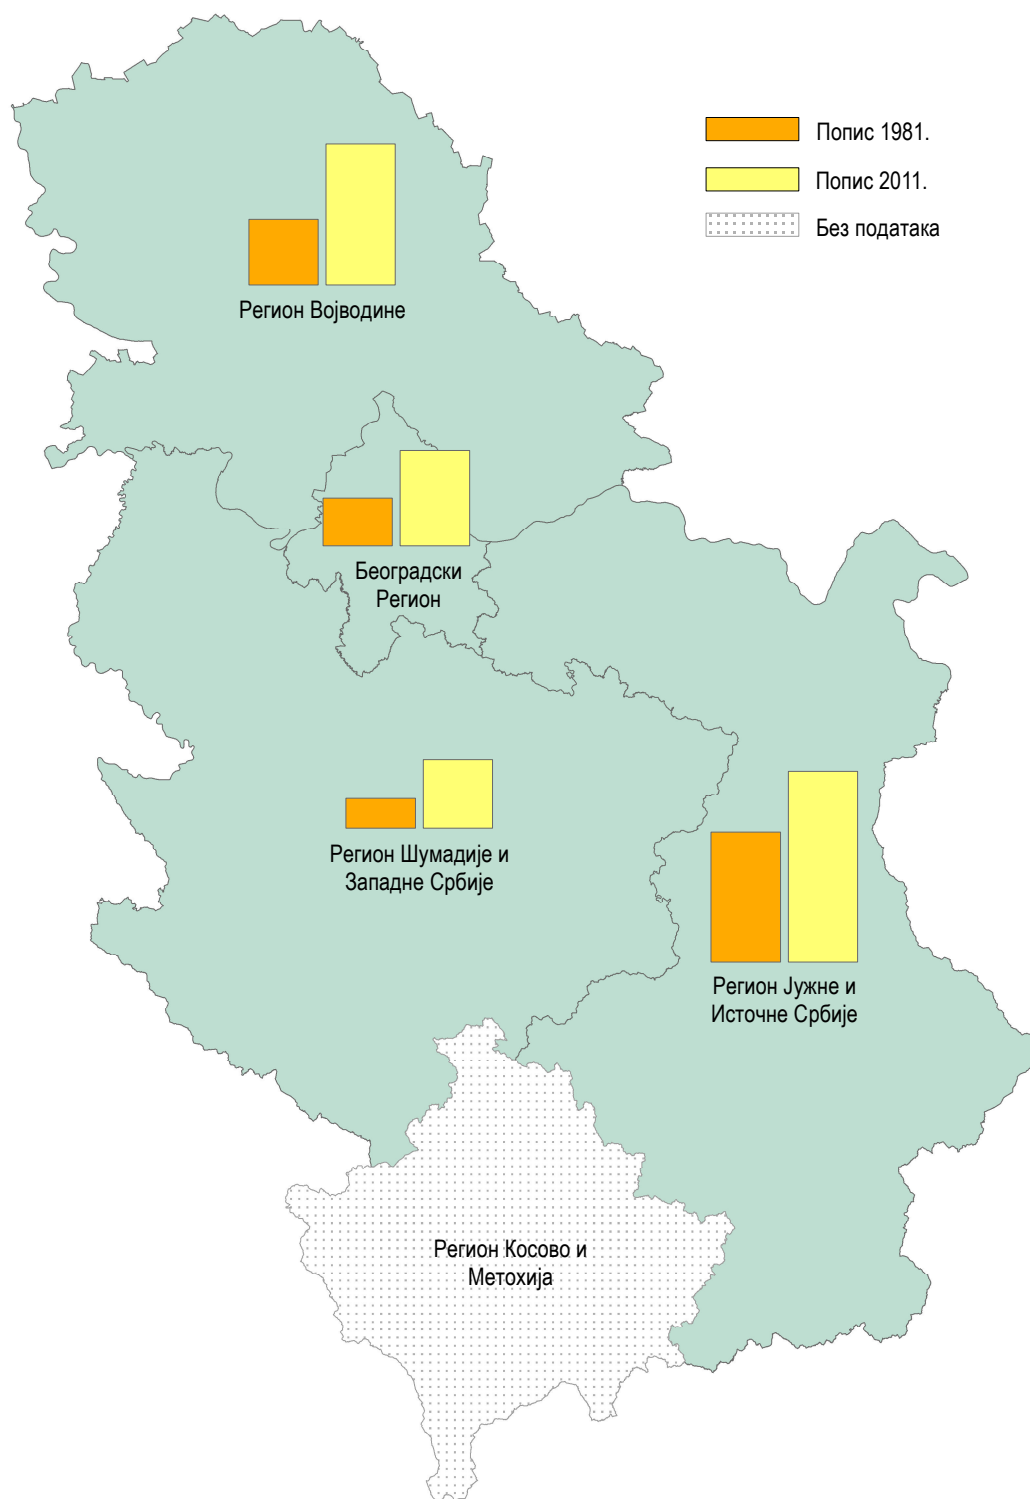 Попис 1981.
Попис 2011.
Без података
Регион Војводине
Београдски
Регион
Регион Шумадије и
Западне Србије
Регион Јужне и
Источне Србије
Регион Косово и
Метохија